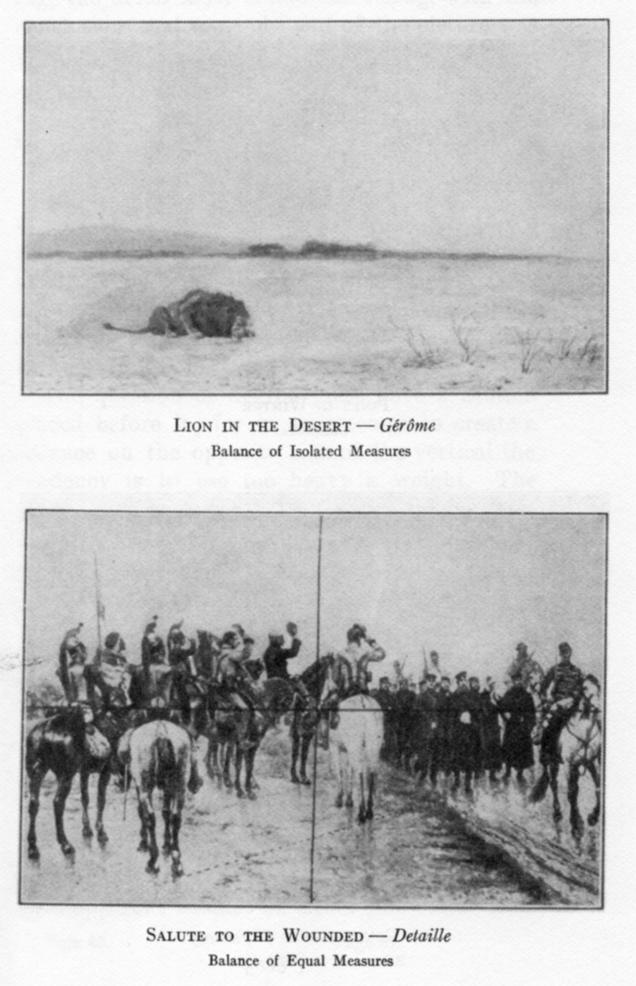 LION IN THE DESERT — Gérôme
Balance of Isolated Measures
SALUTE TO THE WOUNDED — Detaille
Balance of Equal Measures